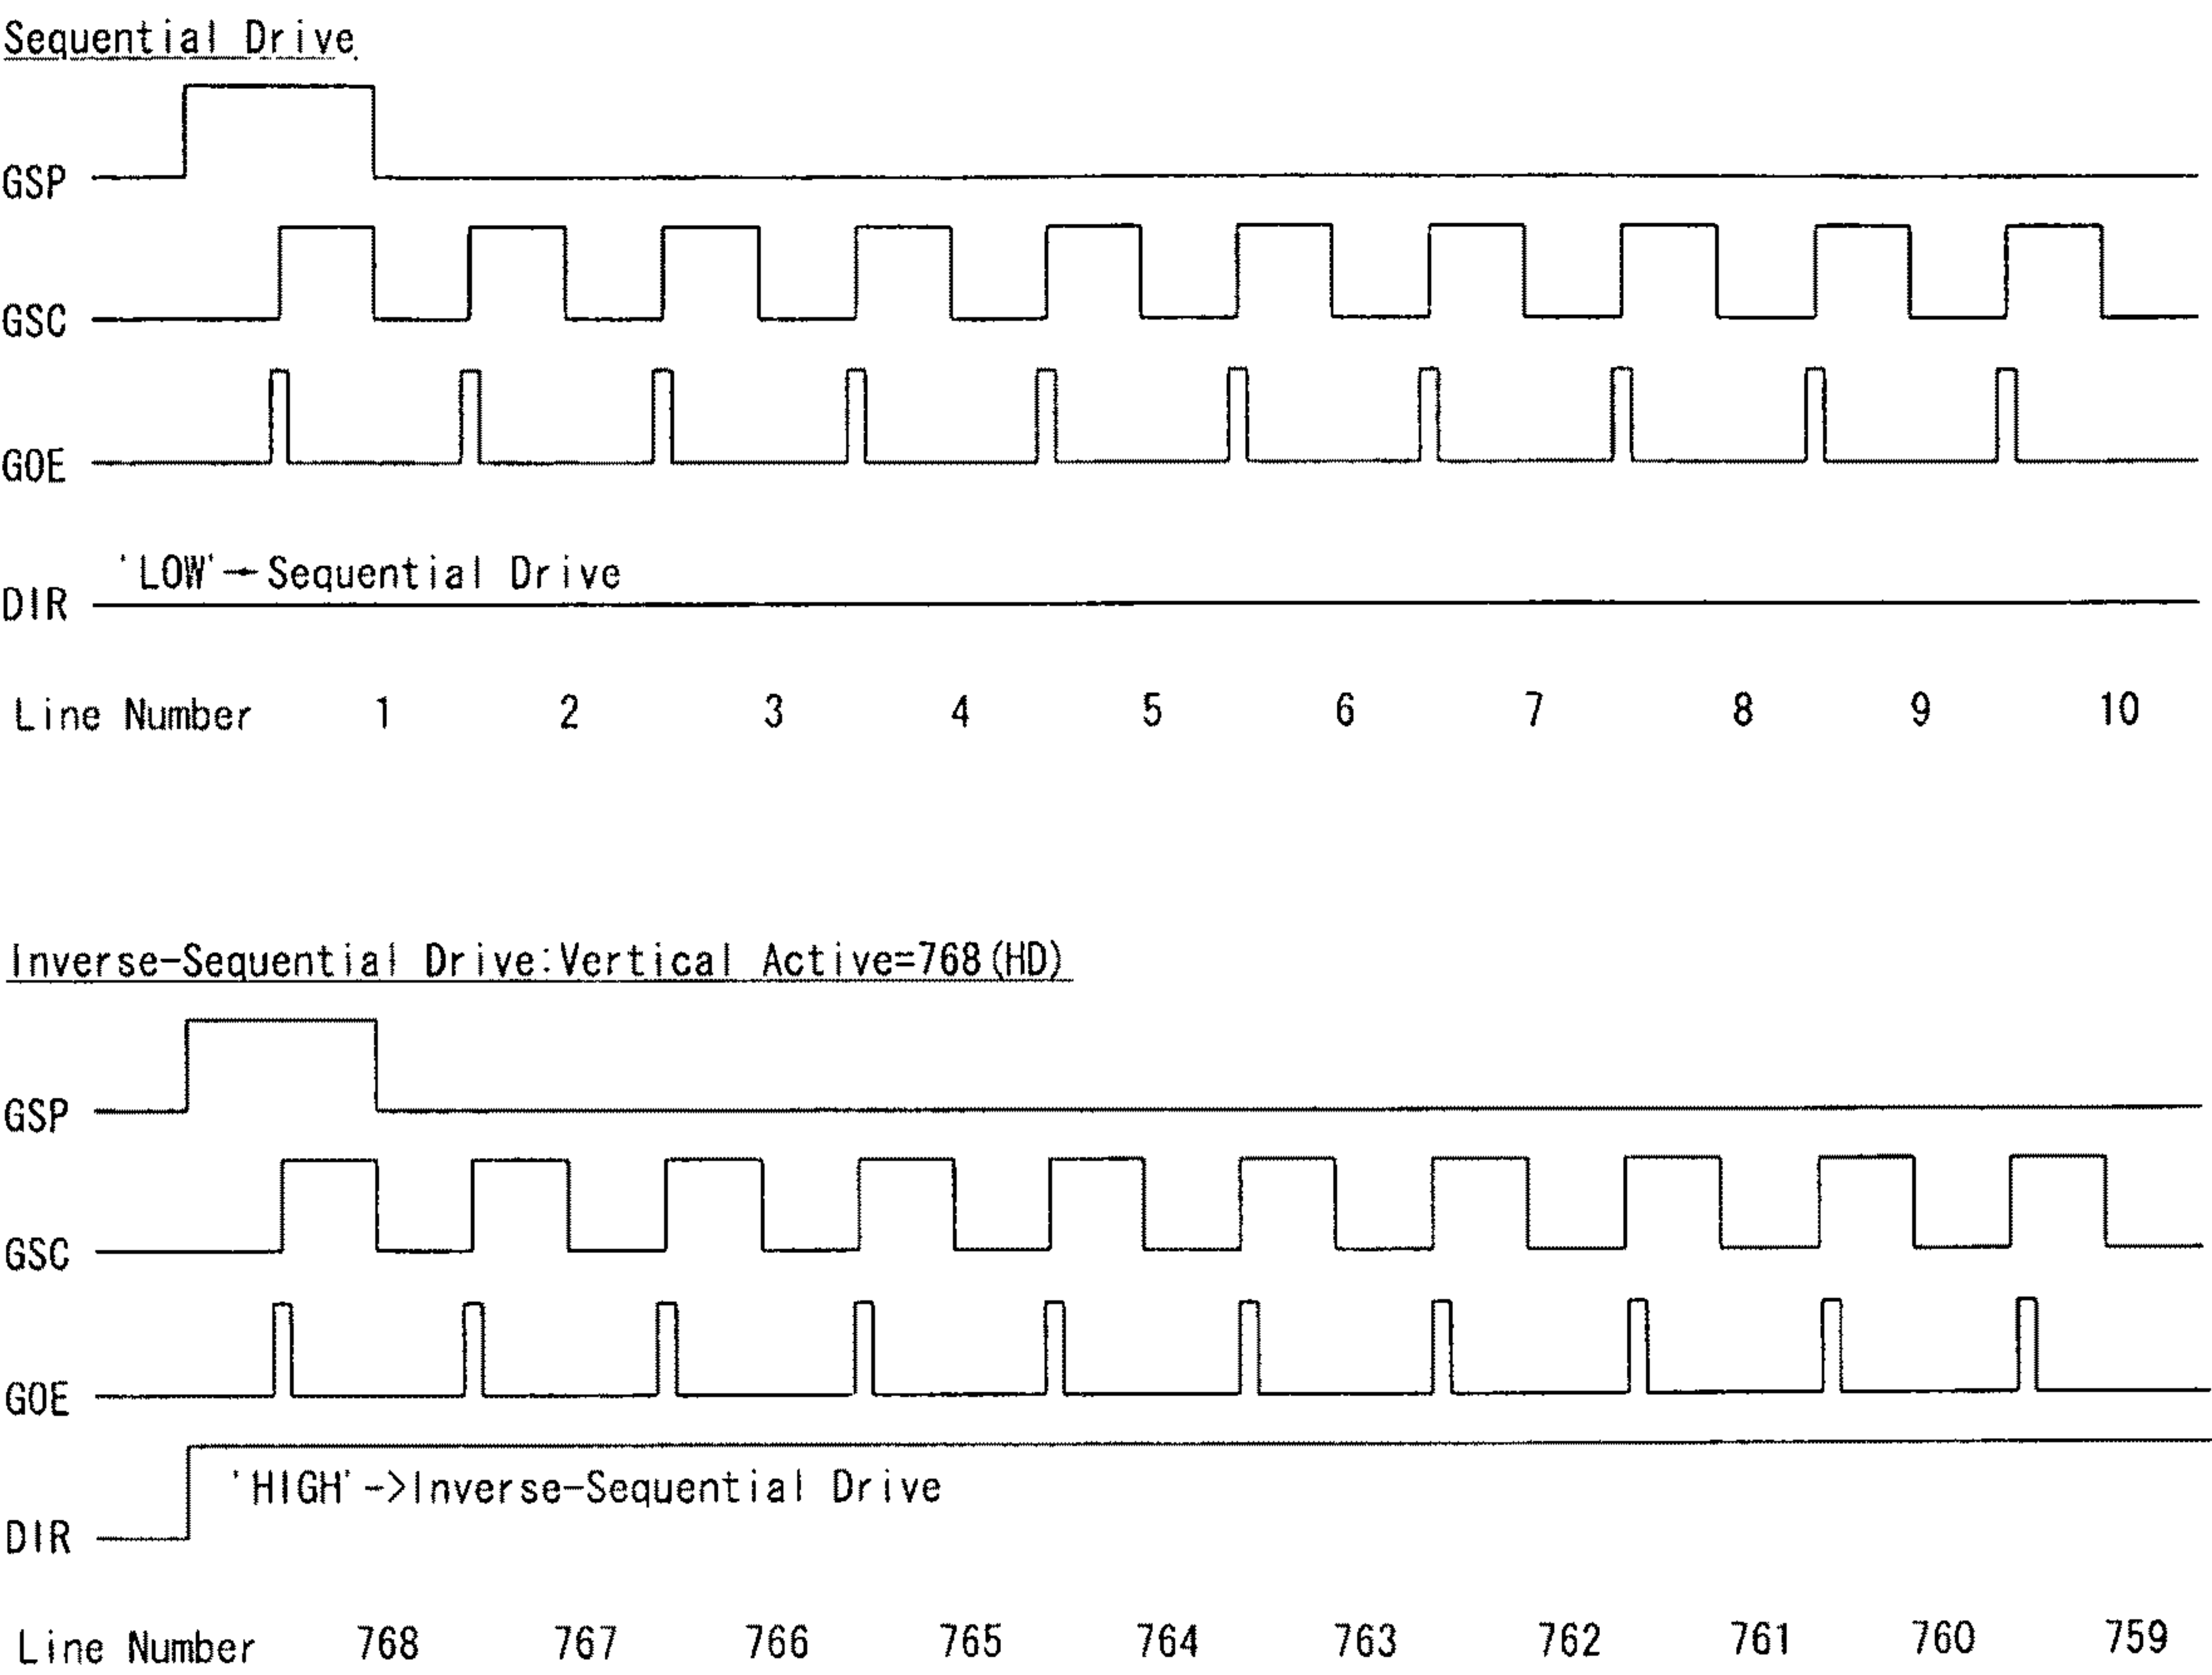 Sequential Drive
GSP
GSC
GOE
'LOW'←Sequential Drive
DIR
Line Number 1 2 3 4 5 6 7 8 9 10
Inverse-Sequential Drive:Vertical Active=768(HD)
GSP
GSC
GOE
'HIGH'->Inverse-Sequential Drive
DIR
Line Number 768 767 766 765 764 763 762 761 760 759